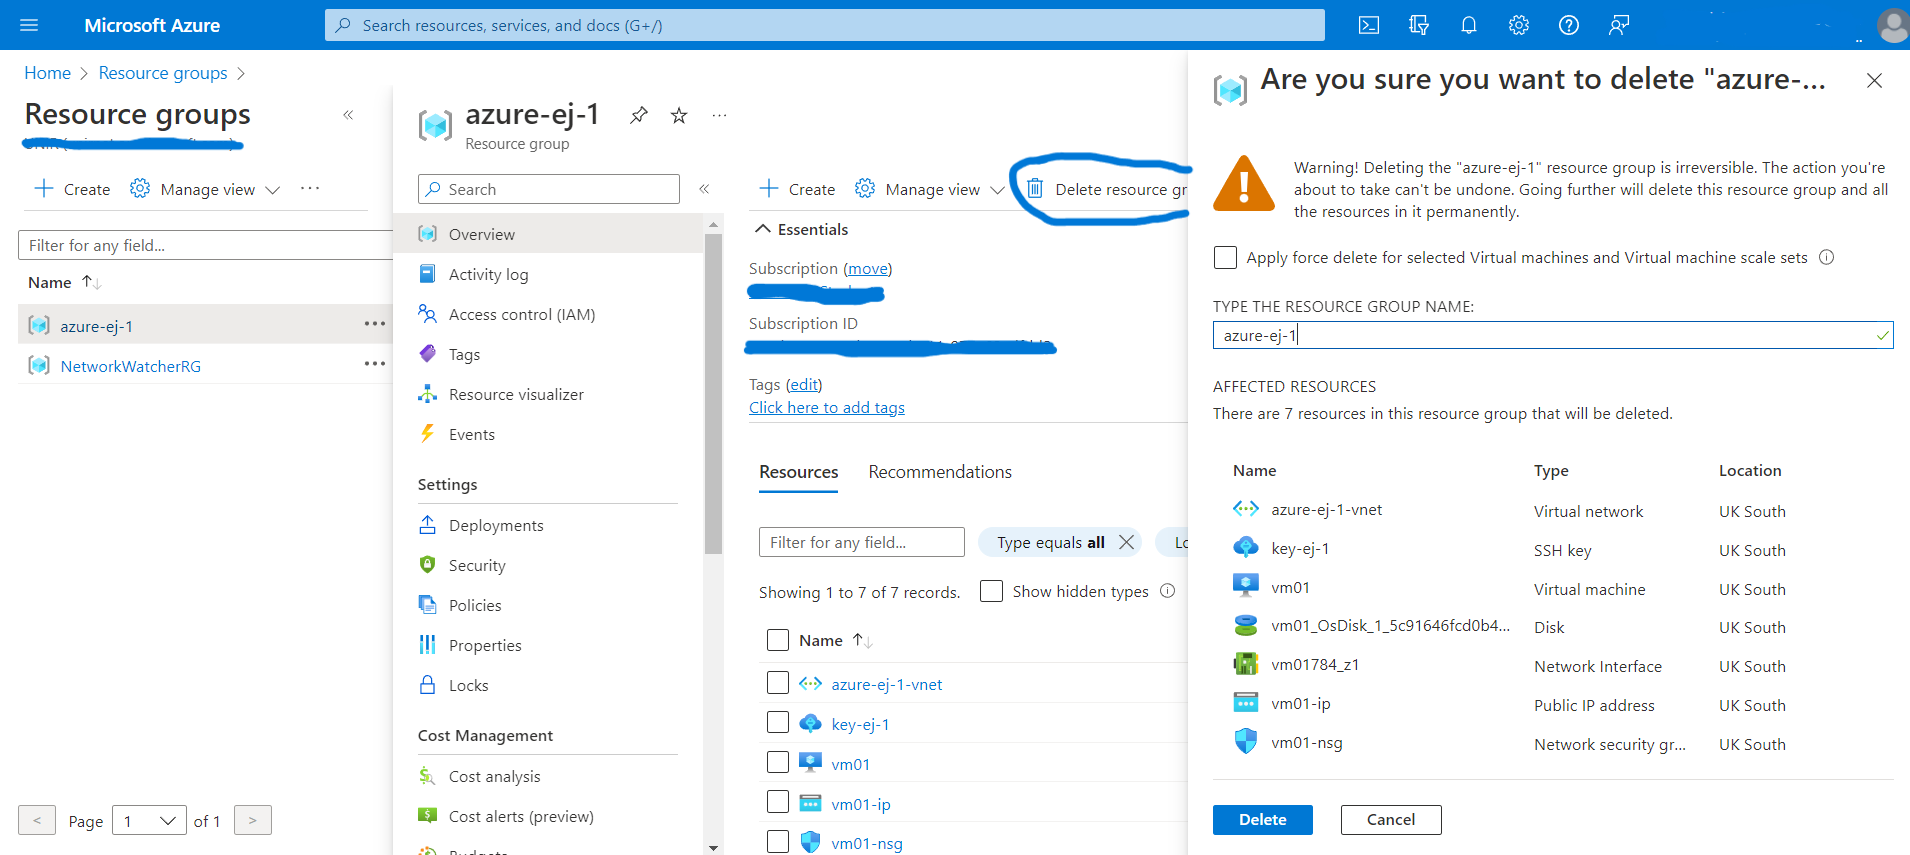 Microsoft Azure
Search resources, services, and docs (G+/)
Home > Resource groups >
Resource groups
Create
Manage view
Filter for any field...
Name
azure-ej-1
NetworkWatcherRG
Page 1 of 1
azure-ej-1
Resource group
Search
Overview
Activity log
Access control (IAM)
Tags
Resource visualizer
Events
Settings
Deployments
Security
Policies
Properties
Locks
Cost Management
Cost analysis
Cost alerts (preview)
Create
Manage view
Delete resource gr
Essentials
Subscription (move)
Subscription ID
Tags (edit)
Click here to add tags
Resources Recommendations
Filter for any field...
Type equals all
Lo
Showing 1 to 7 of 7 records.
Show hidden types
Name
azure-ej-1-vnet
key-ej-1
vm01
vm01-ip
vm01-nsg
Are you sure you want to delete "azure-...
Warning! Deleting the "azure-ej-1" resource group is irreversible. The action you're
about to take can't be undone. Going further will delete this resource group and all
the resources in it permanently.
Apply force delete for selected Virtual machines and Virtual machine scale sets
TYPE THE RESOURCE GROUP NAME:
azure-ej-1
AFFECTED RESOURCES
There are 7 resources in this resource group that will be deleted.
Name Type Location
azure-ej-1-vnet Virtual network UK South
key-ej-1 SSH key UK South
vm01 Virtual machine UK South
vm01_OsDisk_1_5c91646fcd0b4... Disk UK South
vm01784_z1 Network Interface UK South
vm01-ip Public IP address UK South
vm01-nsg Network security gr... UK South
Delete Cancel